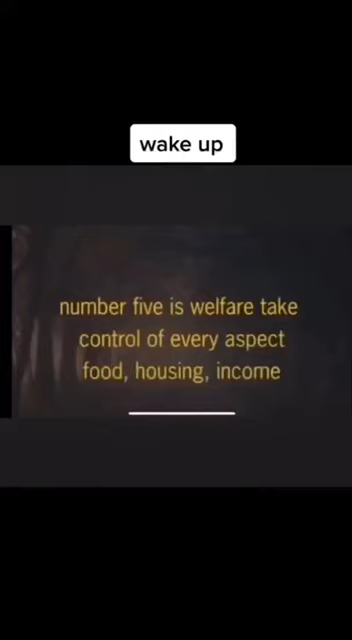 wake up
number five is welfare take
control of every aspect
food, housing, income